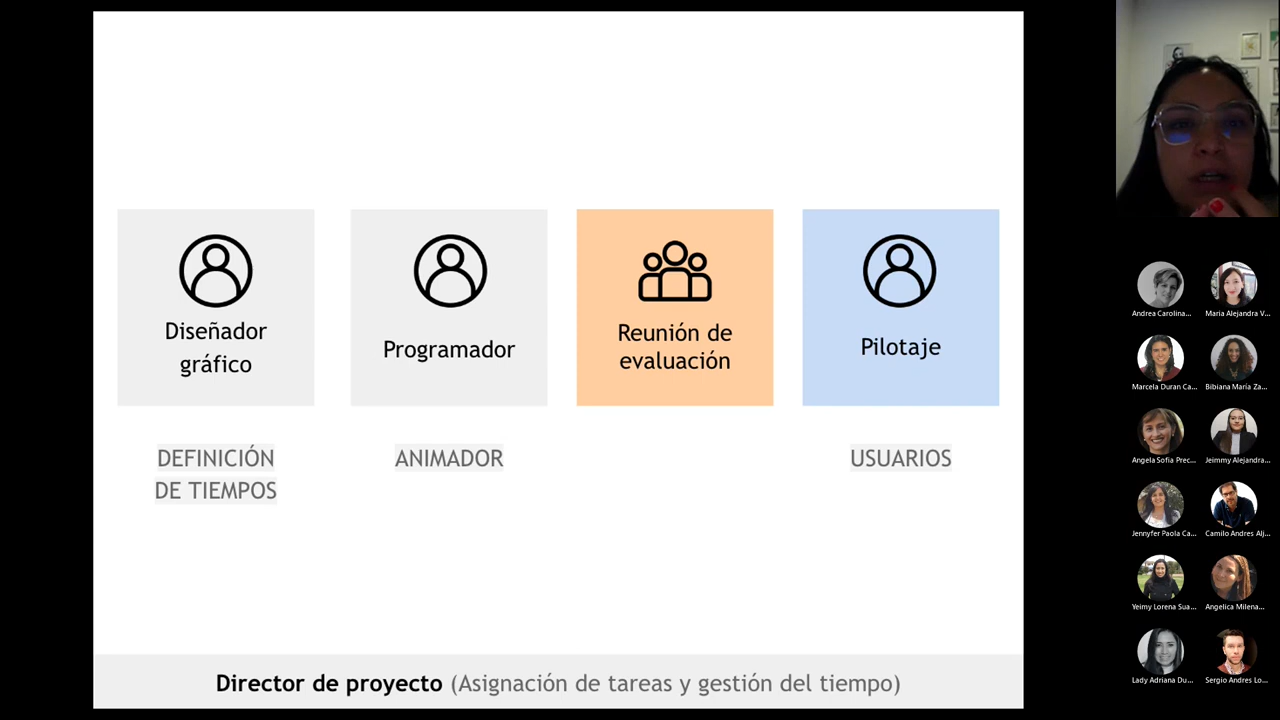 Diseñador
gráfico
Programador
Reunión de
evaluación
Pilotaje
DEFINICIÓN
DE TIEMPOS
ANIMADOR
USUARIOS
Director de proyecto (Asignación de tareas y gestión del tiempo)
Andrea Carolina...
Maria Alejandra V...
Marcela Duran Ca...
Bibiana María Za...
Angela Sofia Prec...
Jeimmy Alejandra...
Jennyfer Paola Ca...
Camilo Andres Alj...
Yeimy Lorena Sua...
Angelica Milena...
Lady Adriana Du...
Sergio Andres Lo...